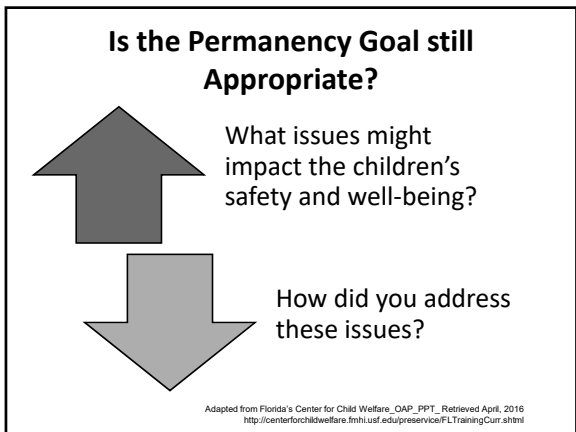 Is the Permanency Goal still
Appropriate?
What issues might
impact the children's
safety and well-being?
How did you address
these issues?
Adapted from Florida's Center for Child Welfare_OAP_PPT_ Retrieved April, 2016
http://centerforchildwelfare.fmhi.usf.edu/preservice/FLTrainingCurr.shtml